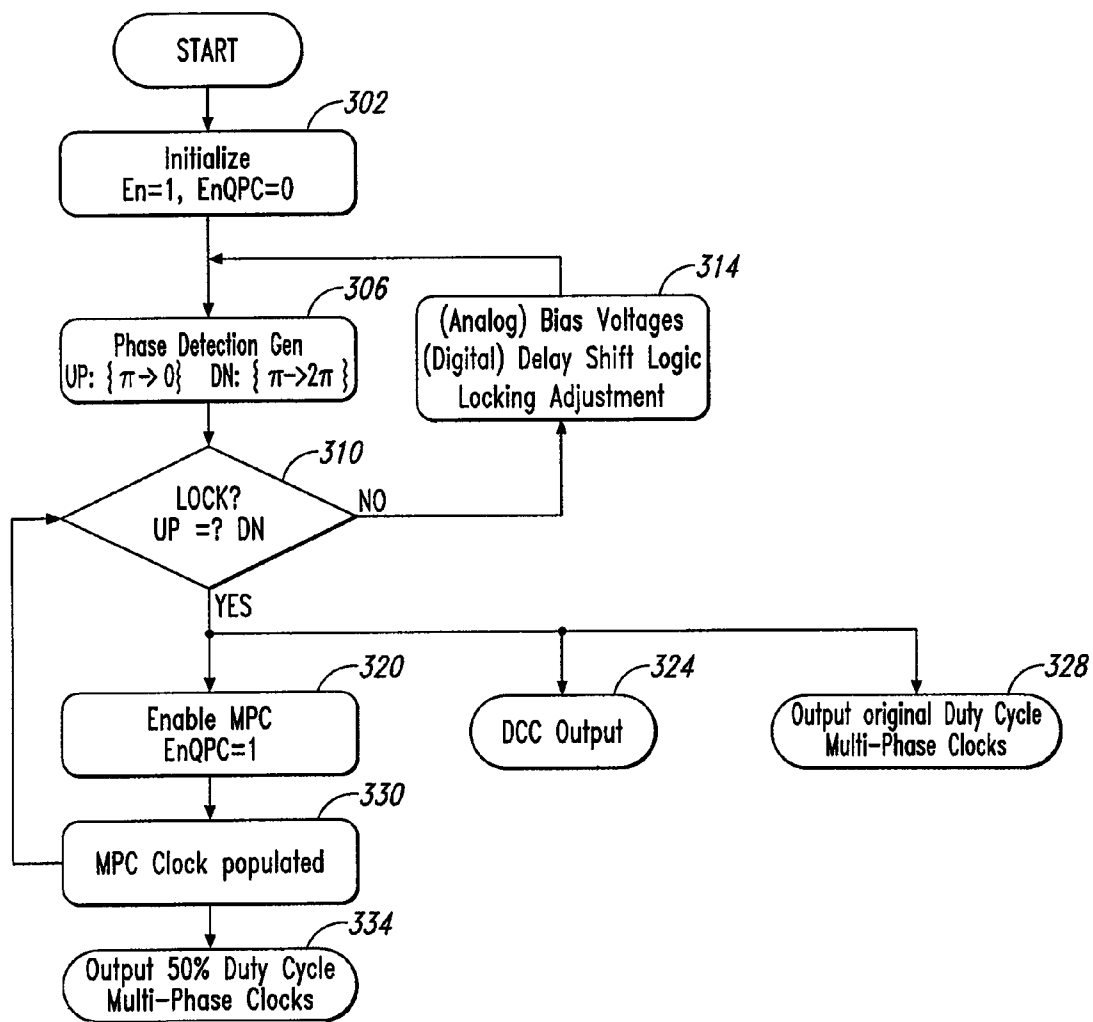 START
302
Initialize
En=1, EnQPC=0
306
Phase Detection Gen
UP: { π→0} DN: { π->2π }
314
(Analog) Bias Voltages
(Digital) Delay Shift Logic
Locking Adjustment
310
LOCK?
UP =? DN
NO
YES
320
Enable MPC
EnQPC=1
324
DCC Output
328
Output original Duty Cycle
Multi-Phase Clocks
330
MPC Clock populated
334
Output 50% Duty Cycle
Multi-Phase Clocks